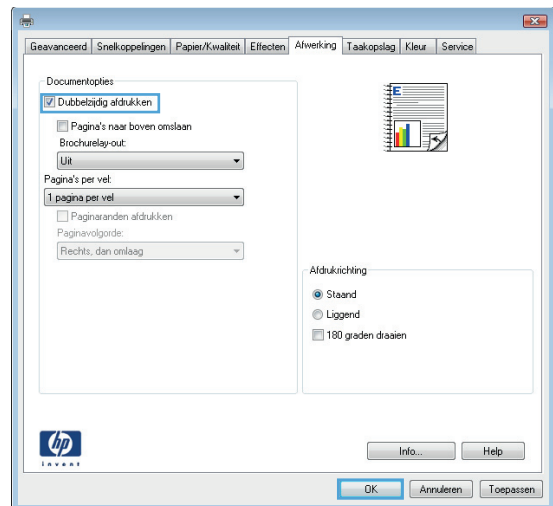 Geavanceerd Snelkoppelingen Papier/Kwaliteit Effecten Afwerking Taakopslag Kleur Service
Documentopties
Dubbelzijdig afdrukken
Pagina's naar boven omslaan
Brochurelay-out:
Uit
Pagina's per vel:
1 pagina per vel
Paginaranden afdrukken
Paginavolgorde:
Rechts, dan omlaag
E
Afdrukrichting
Staand
Liggend
180 graden draaien
hp
invent
Info... Help
OK Annuleren Toepassen